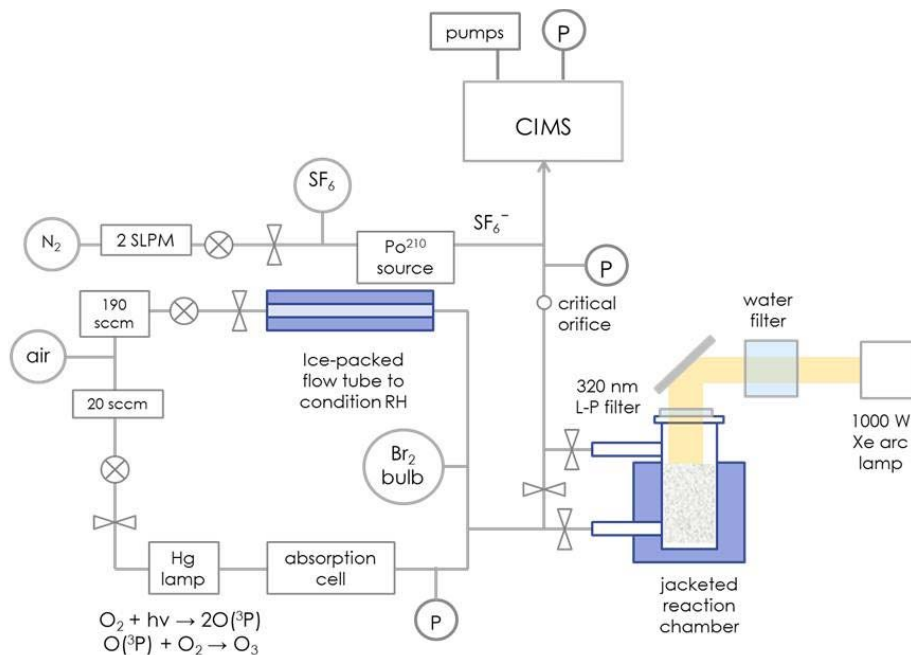 pumps
P
CIMS
SF₆
SF₆⁻
N₂
2 SLPM
Po²¹⁰
source
P
190
sccm
critical
orifice
water
filter
air
Ice-packed
flow tube to
condition RH
320 nm
L-P filter
20 sccm
1000 W
Xe arc
lamp
Br₂
bulb
Hg
lamp
absorption
cell
P
jacketed
reaction
chamber
O₂ + hv → 2O(³P)
O(³P) + O₂ → O₃